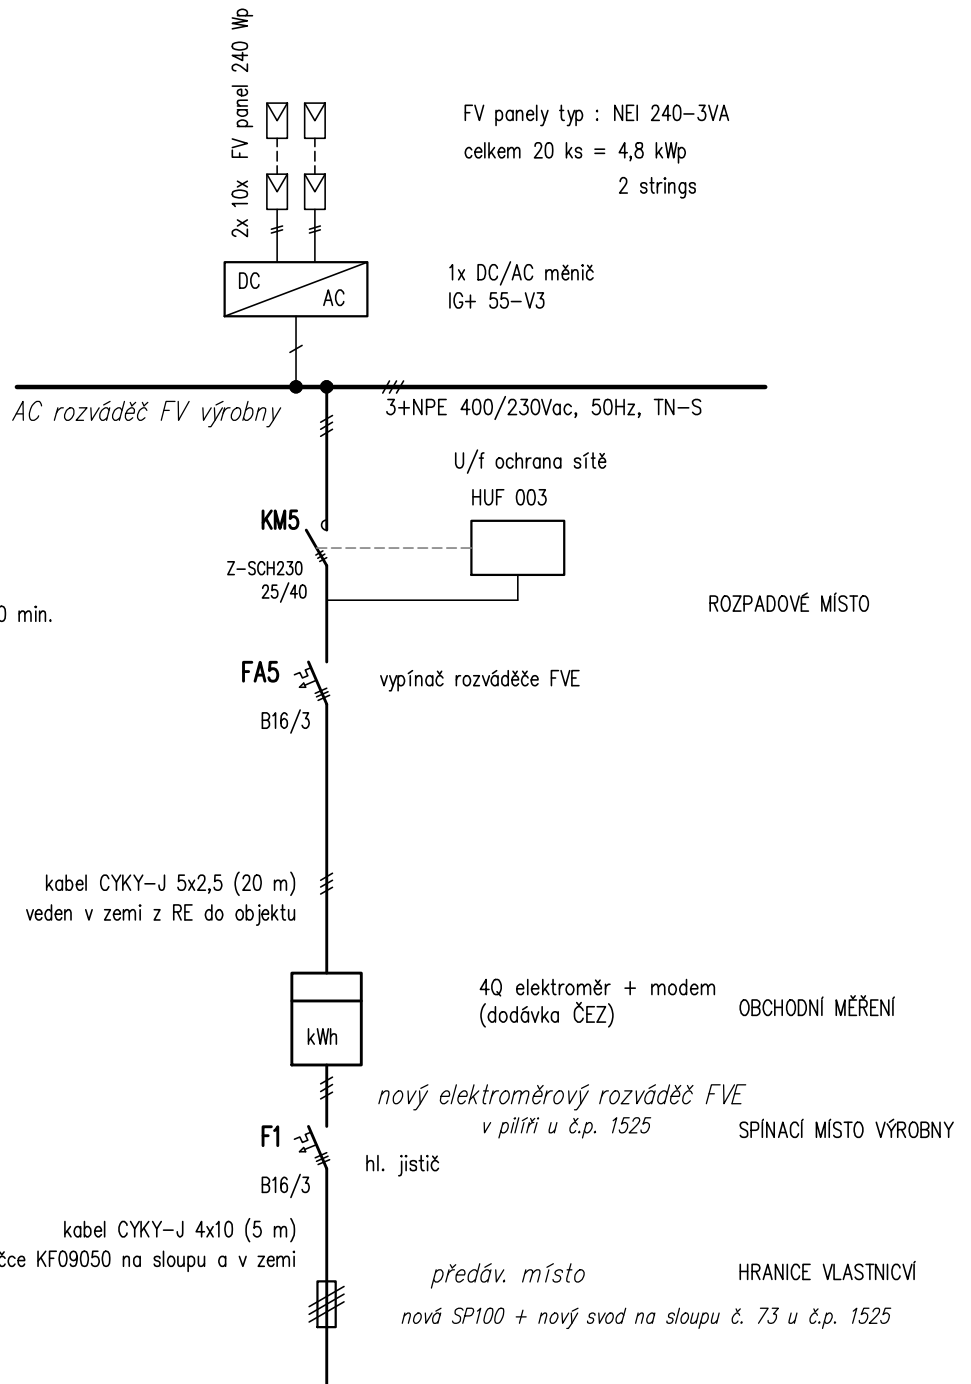 2x 10x FV panel 240 Wp
FV panely typ : NEI 240-3VA
celkem 20 ks = 4,8 kWp
2 strings
DC
AC
1x DC/AC měnič
IG+ 55-V3
AC rozváděč FV výrobny
3+NPE 400/230Vac, 50Hz, TN-S
U/f ochrana sítě
HUF 003
KM5
Z-SCH230
25/40
0 min.
ROZPADOVÉ MÍSTO
FA5
vypínač rozváděče FVE
B16/3
kabel CYKY-J 5x2,5 (20 m)
veden v zemi z RE do objektu
4Q elektroměr + modem
(dodávka ČEZ)
OBCHODNÍ MĚŘENÍ
kWh
nový elektroměrový rozváděč FVE
v pilíři u č.p. 1525
SPÍNACÍ MÍSTO VÝROBNY
F1
hl. jistič
B16/3
kabel CYKY-J 4x10 (5 m)
čce KF09050 na sloupu a v zemi
předáv. místo
HRANICE VLASTNICVÍ
nová SP100 + nový svod na sloupu č. 73 u č.p. 1525